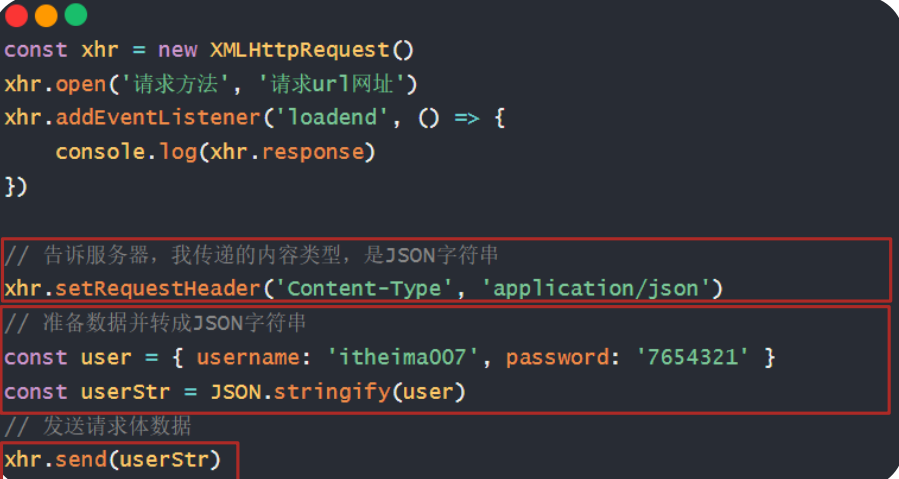 const xhr = new XMLHttpRequest()
xhr.open('请求方法', '请求url网址')
xhr.addEventListener('loadend', () => {
    console.log(xhr.response)
})
// 告诉服务器，我传递的内容类型，是JSON字符串
xhr.setRequestHeader('Content-Type', 'application/json')
// 准备数据并转成JSON字符串
const user = { username: 'itheima007', password: '7654321' }
const userStr = JSON.stringify(user)
// 发送请求体数据
xhr.send(userStr)